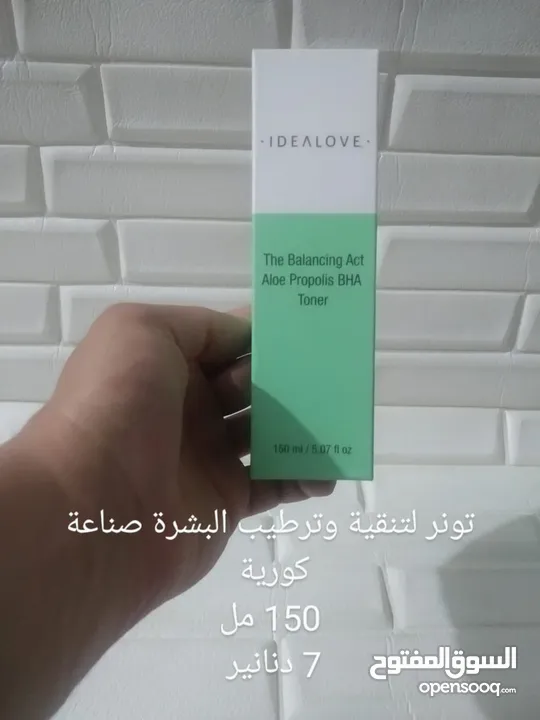 · IDEALOVE ·
The Balancing Act
Aloe Propolis BHA
Toner
150 ml / 5.07 fl oz
تونر لتنقية وترطيب البشرة صناعة
كورية
150 مل
7 دنانير
السوق المفتوح
opensooq.com